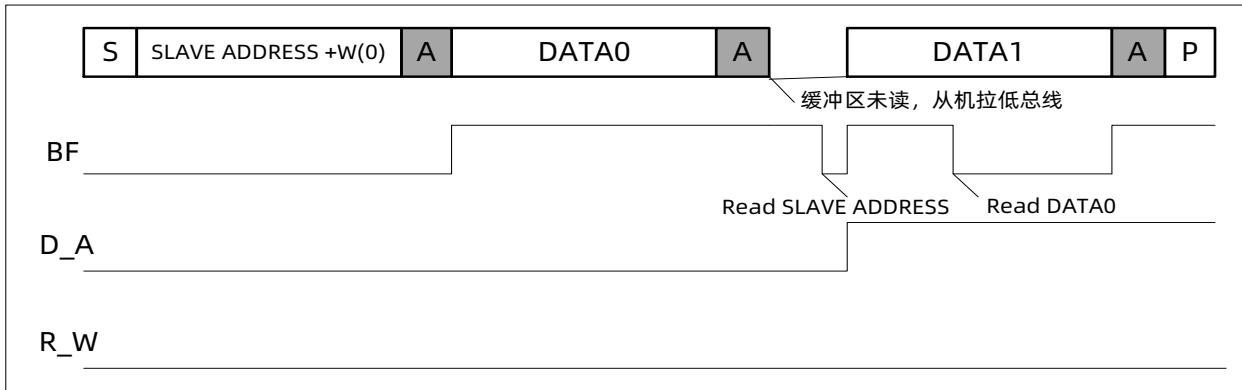 S SLAVE ADDRESS +W(0) A DATA0 A DATA1 A P
缓冲区未读，从机拉低总线
BF
Read SLAVE ADDRESS Read DATA0
D_A
R_W